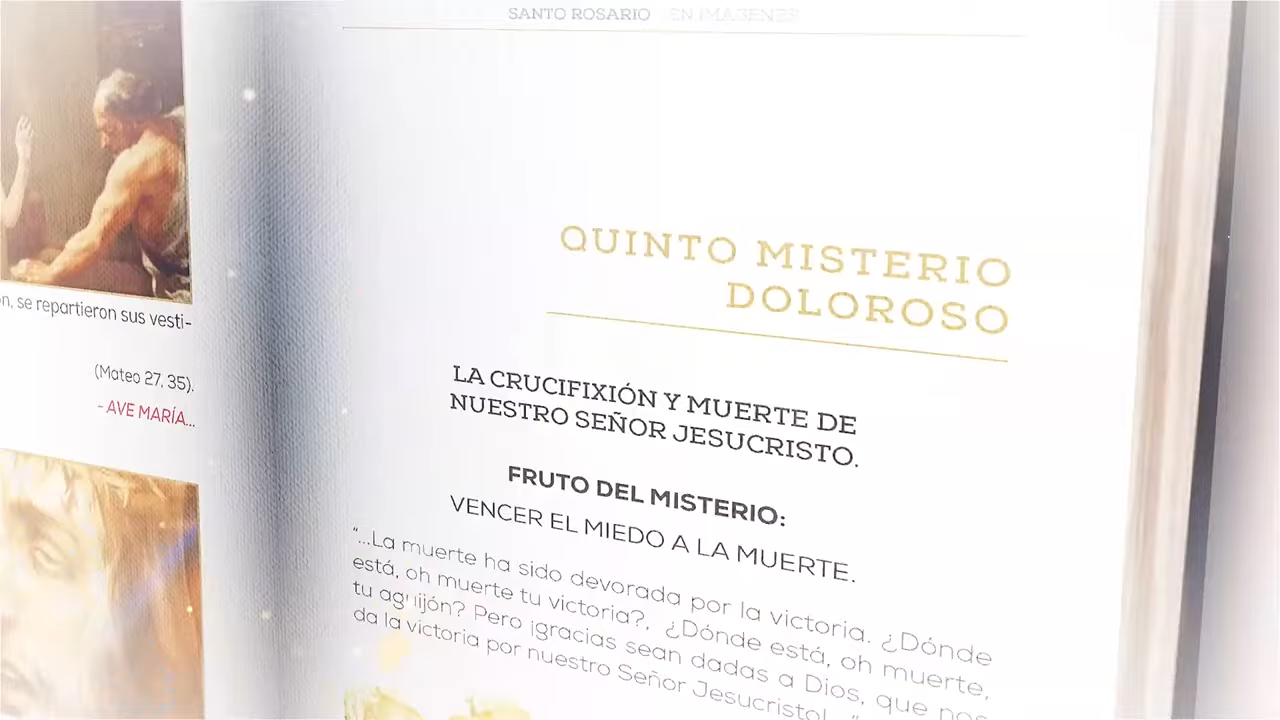 SANTO ROSARIO EN IMAGENES
n, se repartieron sus vesti-
(Mateo 27, 35).
- AVE MARÍA...
QUINTO MISTERIO
DOLOROSO
LA CRUCIFIXIÓN Y MUERTE DE
NUESTRO SEÑOR JESUCRISTO.
FRUTO DEL MISTERIO:
VENCER EL MIEDO A LA MUERTE.
“...La muerte ha sido devorada por la victoria. ¿Dónde
está, oh muerte tu victoria?, ¿Dónde está, oh muerte,
tu aguijón? Pero ¡gracias sean dadas a Dios, que nos
da la victoria por nuestro Señor Jesucristo!...”